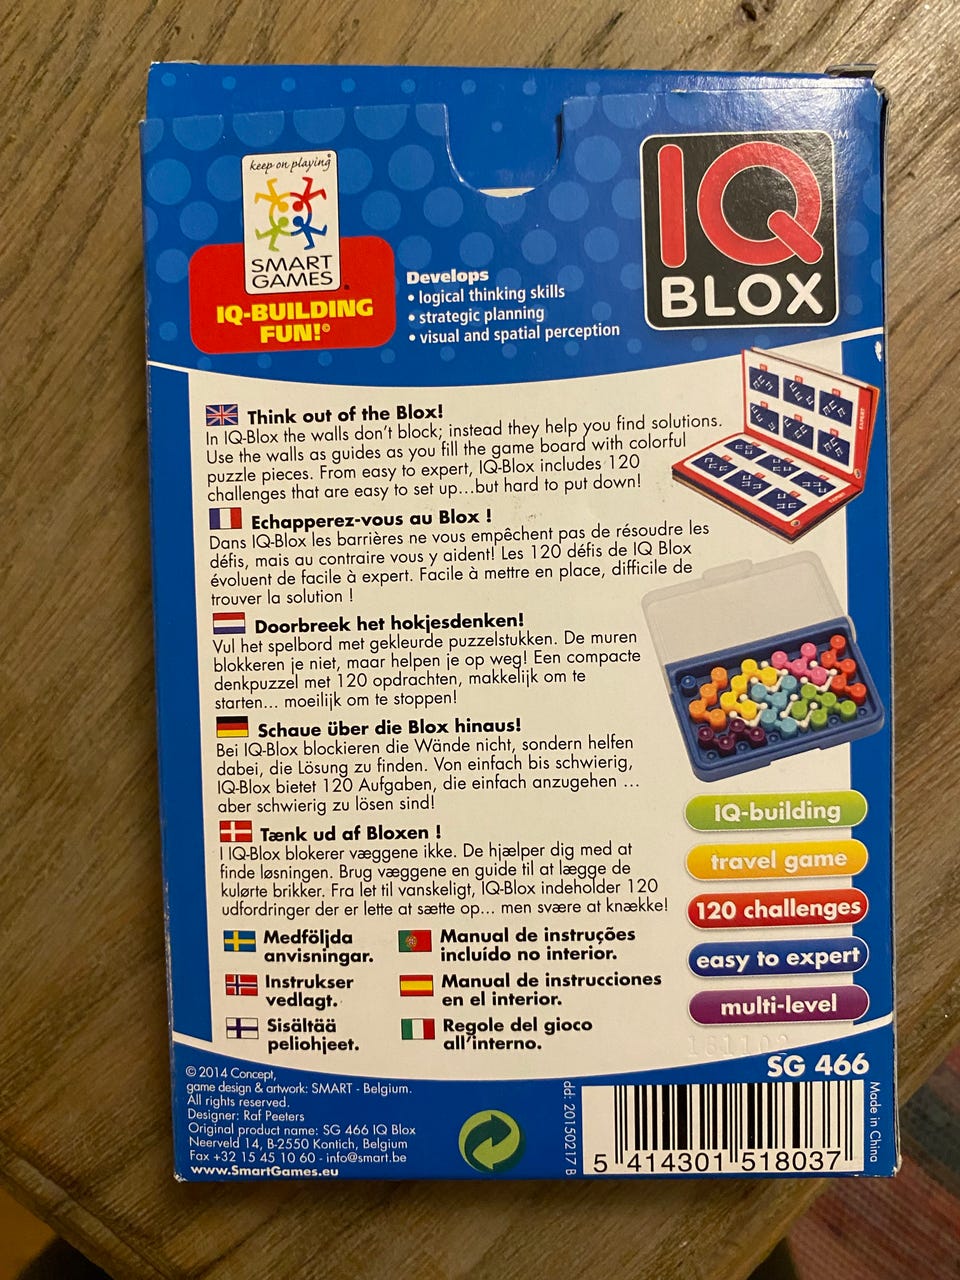 keep on playing®
SMART
GAMES®
IQ-BUILDING
FUN!©
Develops
• logical thinking skills
• strategic planning
• visual and spatial perception
IQ™
BLOX
Think out of the Blox!
In IQ-Blox the walls don't block; instead they help you find solutions.
Use the walls as guides as you fill the game board with colorful
puzzle pieces. From easy to expert, IQ-Blox includes 120
challenges that are easy to set up...but hard to put down!
Echapperez-vous au Blox !
Dans IQ-Blox les barrières ne vous empêchent pas de résoudre les
défis, mais au contraire vous y aident! Les 120 défis de IQ Blox
évoluent de facile à expert. Facile à mettre en place, difficile de
trouver la solution !
Doorbreek het hokjesdenken!
Vul het spelbord met gekleurde puzzelstukken. De muren
blokkeren je niet, maar helpen je op weg! Een compacte
denkpuzzel met 120 opdrachten, makkelijk om te
starten... moeilijk om te stoppen!
Schaue über die Blox hinaus!
Bei IQ-Blox blockieren die Wände nicht, sondern helfen
dabei, die Lösung zu finden. Von einfach bis schwierig,
IQ-Blox bietet 120 Aufgaben, die einfach anzugehen ...
aber schwierig zu lösen sind!
Tænk ud af Bloxen !
I IQ-Blox blokerer væggene ikke. De hjælper dig med at
finde løsningen. Brug væggene en guide til at lægge de
kulørte brikker. Fra let til vanskeligt, IQ-Blox indeholder 120
udfordringer der er lette at sætte op... men svære at knække!
Medföljda
anvisningar.
Instrukser
vedlagt.
Sisältää
peliohjeet.
Manual de instruções
incluído no interior.
Manual de instrucciones
en el interior.
Regole del gioco
all'interno.
EXPERT
EXPERT
IQ-building
travel game
120 challenges
easy to expert
multi-level
161102
SG 466
© 2014 Concept,
game design & artwork: SMART - Belgium.
All rights reserved.
Designer: Raf Peeters
Original product name: SG 466 IQ Blox
Neerveld 14, B-2550 Kontich, Belgium
Fax +32 15 45 10 60 - info@smart.be
www.SmartGames.eu
dd: 20150217 B
5 414301 518037
Made in China